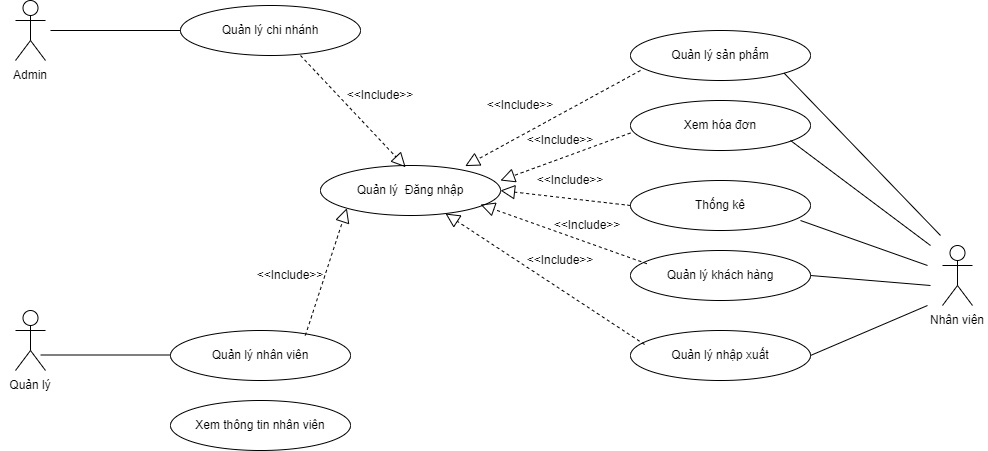 Quản lý chi nhánh
Admin
Quản lý sản phẩm
<<Include>>
<<Include>>
Xem hóa đơn
<<Include>>
Quản lý  Đăng nhập
<<Include>>
Thống kê
<<Include>>
<<Include>>
<<Include>>
Quản lý khách hàng
Nhân viên
Quản lý nhân viên
Quản lý nhập xuất
Quản lý
Xem thông tin nhân viên